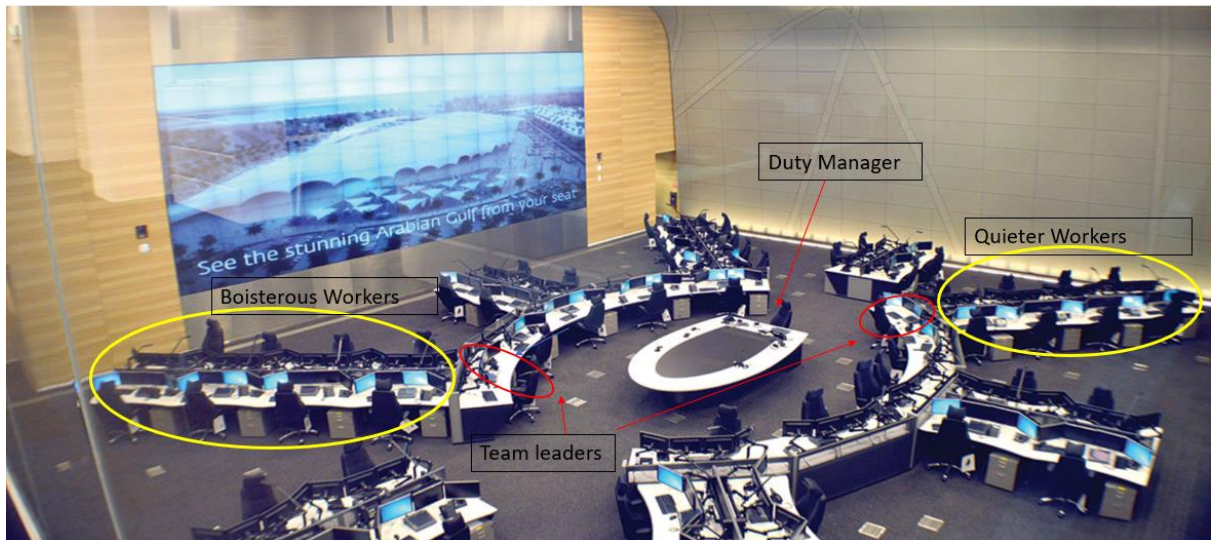 Duty Manager
Quieter Workers
See the stunning Arabian Gulf from your seat
Boisterous Workers
Team leaders